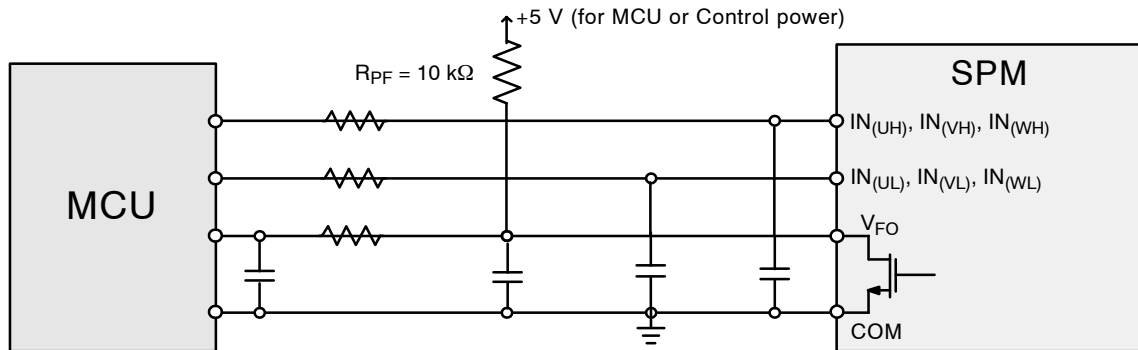 +5 V (for MCU or Control power)
R_PF = 10 kΩ
SPM
IN_(UH), IN_(VH), IN_(WH)
IN_(UL), IN_(VL), IN_(WL)
MCU
V_FO
COM